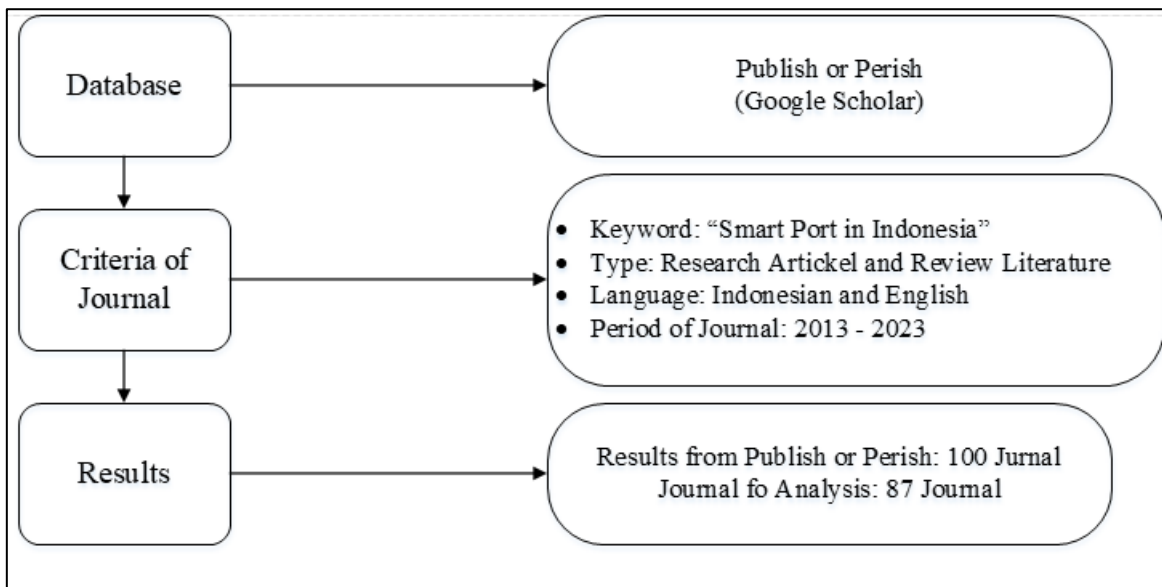 Database
Publish or Perish
(Google Scholar)
Criteria of
Journal
• Keyword: “Smart Port in Indonesia”
• Type: Research Artickel and Review Literature
• Language: Indonesian and English
• Period of Journal: 2013 - 2023
Results
Results from Publish or Perish: 100 Jurnal
Journal fo Analysis: 87 Journal